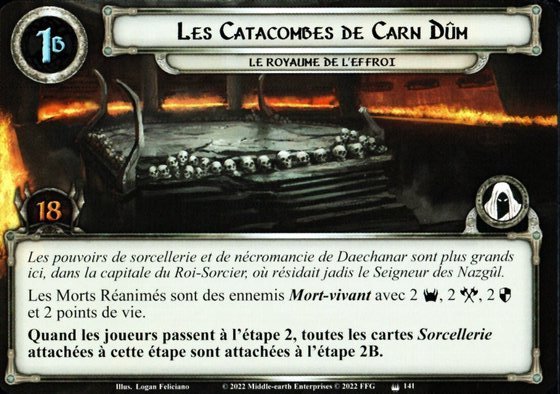 1B
Les Catacombes de Carn Dûm
Le Royaume de l'Effroi
18
Les pouvoirs de sorcellerie et de nécromancie de Daechanar sont plus grands
ici, dans la capitale du Roi-Sorcier, où résidait jadis le Seigneur des Nazgûl.
Les Morts Réanimés sont des ennemis Mort-vivant avec 2 , 2 , 2
et 2 points de vie.
Quand les joueurs passent à l'étape 2, toutes les cartes Sorcellerie
attachées à cette étape sont attachées à l'étape 2B.
Illus. Logan Feliciano © 2022 Middle-earth Enterprises © 2022 FFG 141